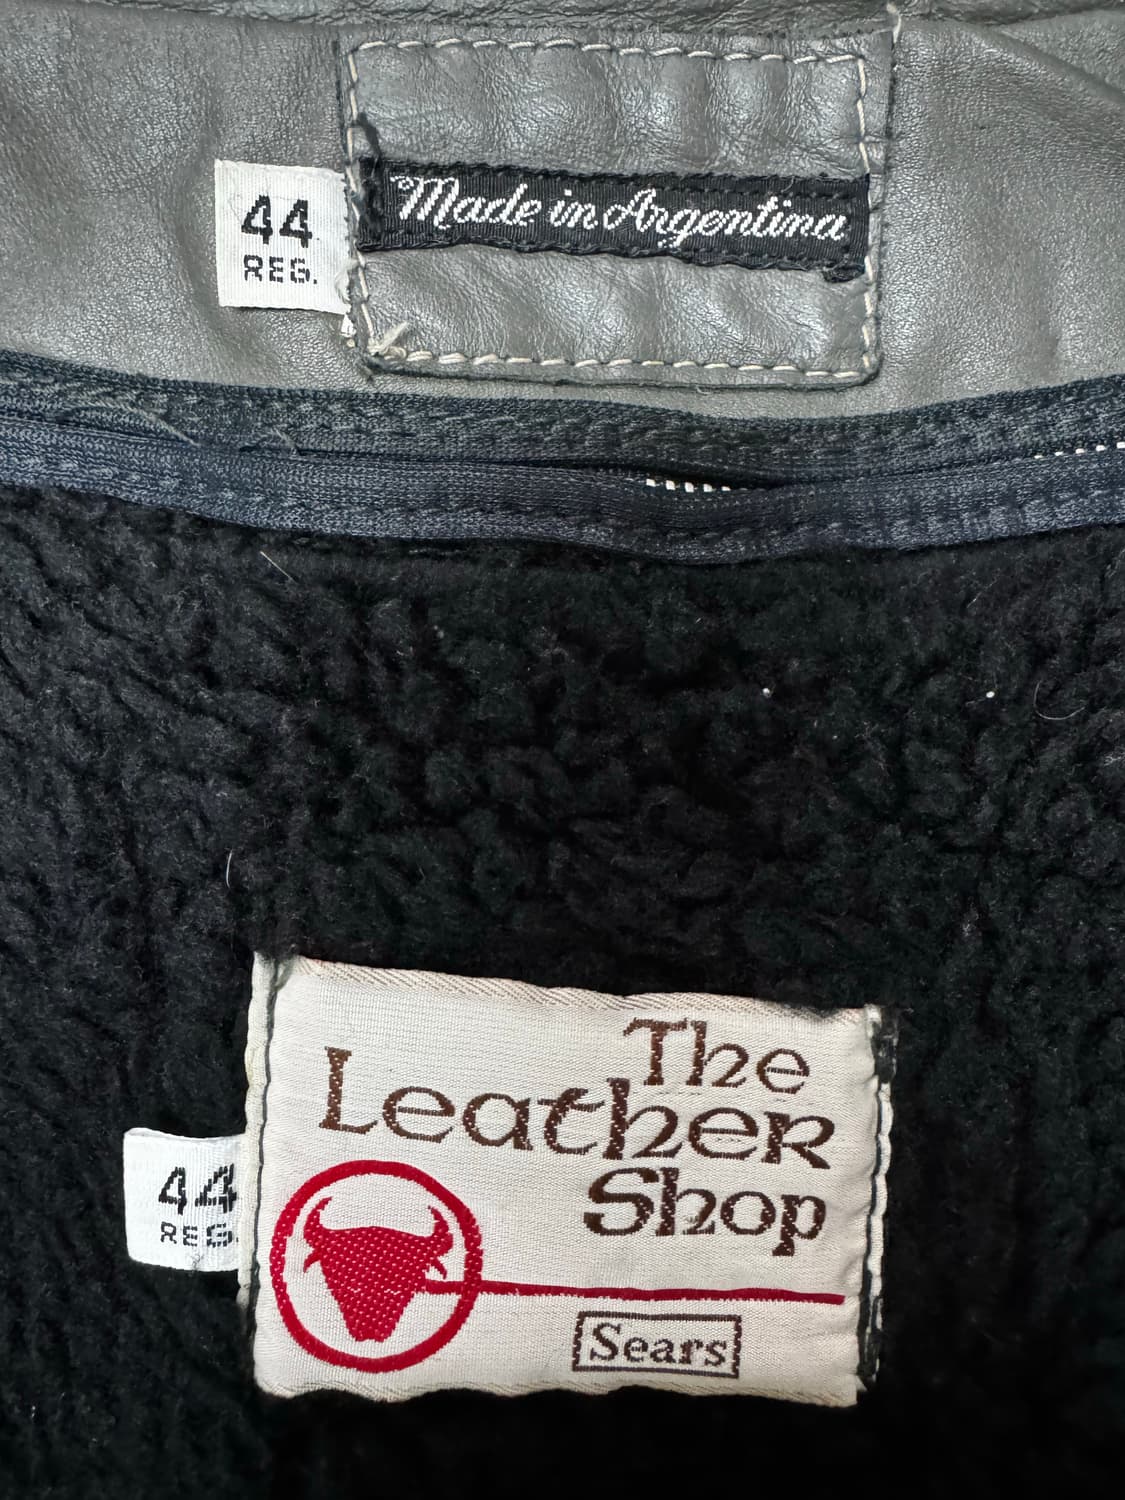 44
REG.
Made in Argentina
The
Leather
Shop
44
REG.
Sears